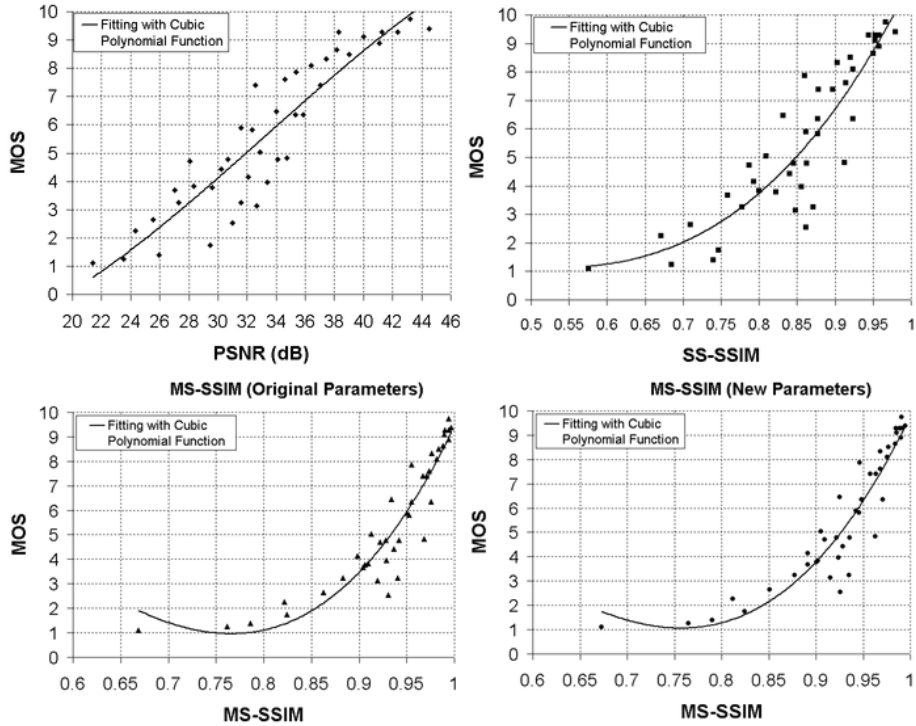 Fitting with Cubic
Polynomial Function
MOS
10
9
8
7
6
5
4
3
2
1
0
20 22 24 26 28 30 32 34 36 38 40 42 44 46
PSNR (dB)
Fitting with Cubic
Polynomial Function
MOS
10
9
8
7
6
5
4
3
2
1
0
0.5 0.55 0.6 0.65 0.7 0.75 0.8 0.85 0.9 0.95 1
SS-SSIM
MS-SSIM (Original Parameters)
Fitting with Cubic
Polynomial Function
MOS
10
9
8
7
6
5
4
3
2
1
0
0.6 0.65 0.7 0.75 0.8 0.85 0.9 0.95 1
MS-SSIM
MS-SSIM (New Parameters)
Fitting with Cubic
Polynomial Function
MOS
10
9
8
7
6
5
4
3
2
1
0
0.6 0.65 0.7 0.75 0.8 0.85 0.9 0.95 1
MS-SSIM